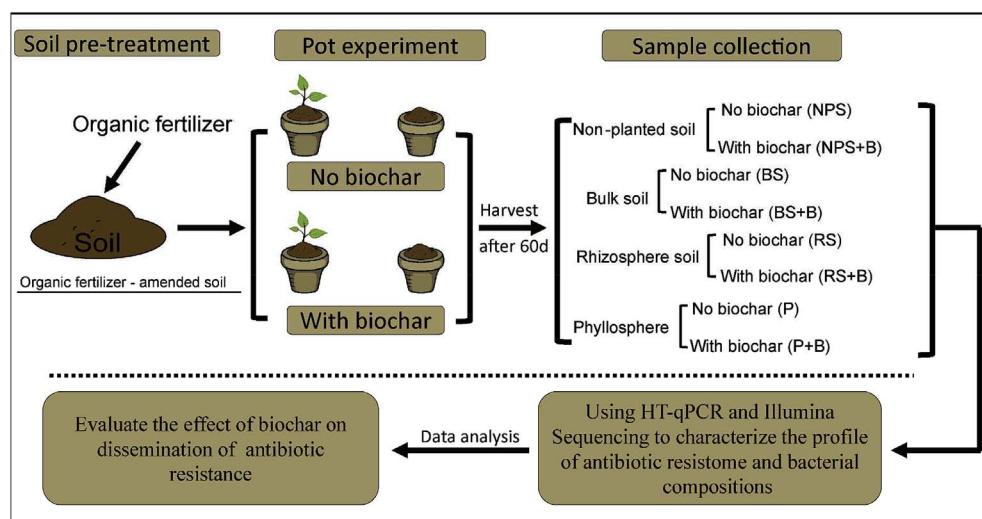 Soil pre-treatment
Pot experiment
Sample collection
Organic fertilizer
Soil
Organic fertilizer - amended soil
No biochar
With biochar
Harvest
after 60d
Non-planted soil
No biochar (NPS)
With biochar (NPS+B)
Bulk soil
No biochar (BS)
With biochar (BS+B)
Rhizosphere soil
No biochar (RS)
With biochar (RS+B)
Phyllosphere
No biochar (P)
With biochar (P+B)
Using HT-qPCR and Illumina
Sequencing to characterize the profile
of antibiotic resistome and bacterial
compositions
Data analysis
Evaluate the effect of biochar on
dissemination of antibiotic
resistance